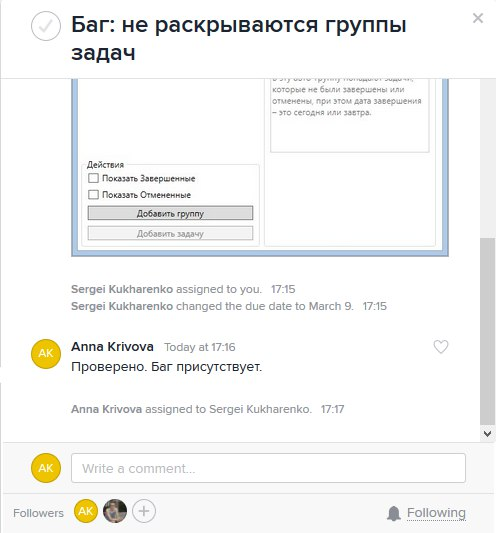 Баг: не раскрываются группы
задач
В эту авто-группу попадают задачи,
которые не были завершены или
отменены, при этом дата завершения
– это сегодня или завтра.
Действия
Показать Завершенные
Показать Отмененные
Добавить группу
Добавить задачу
Sergei Kukharenko assigned to you. 17:15
Sergei Kukharenko changed the due date to March 9. 17:15
AK Anna Krivova Today at 17:16
Проверено. Баг присутствует.
Anna Krivova assigned to Sergei Kukharenko. 17:17
AK Write a comment...
Followers AK Following